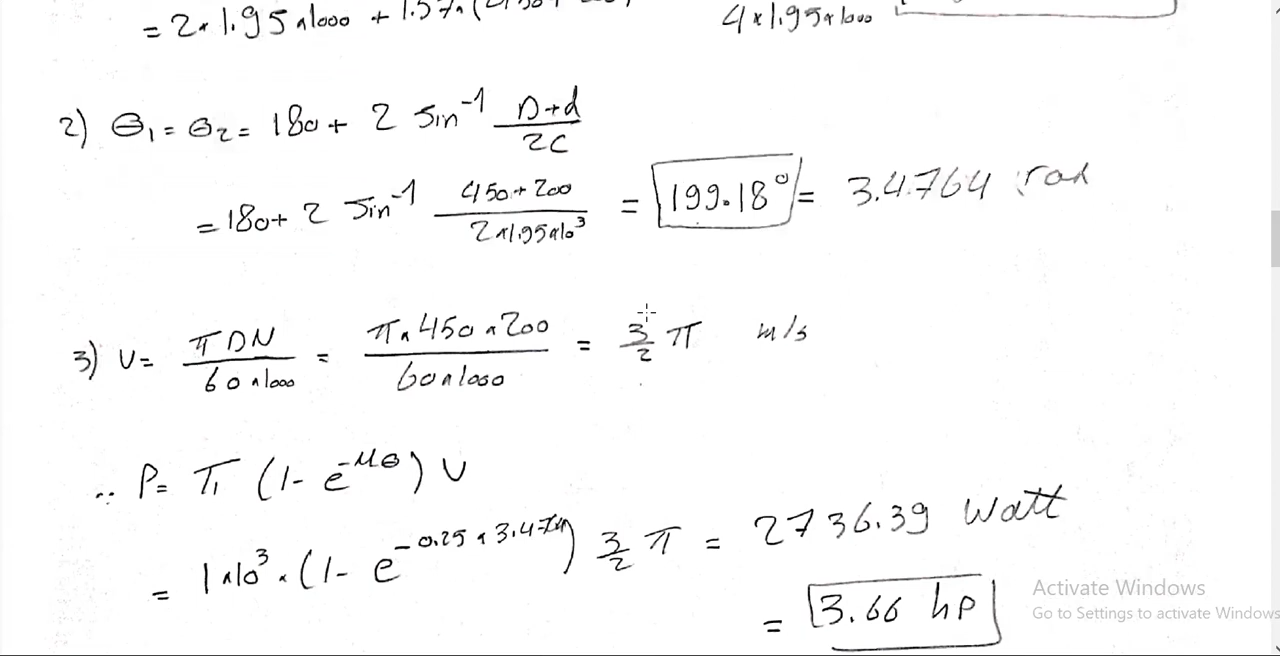 = 2×1.95×1000 + 1.57×(
4×1.95×1000
2) θ₁ = θ₂ = 180 + 2 Sin⁻¹ (D+d)/(2C)
= 180 + 2 Sin⁻¹ (450+200)/(2×1.95×10³) = 199.18° = 3.4764 rad
3) V = πDN/(60×1000) = (π×450×200)/(60×1000) = 3/2 π m/s
∴ P = T₁ (1 - e^(-μθ)) V
= 1×10³ × (1 - e^(-0.25 × 3.4764)) 3/2 π = 2736.39 Watt
= 3.66 hp
Activate Windows
Go to Settings to activate Windows